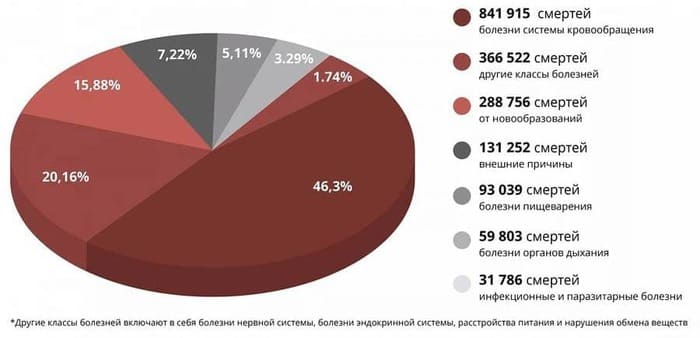 7,22%
5,11%
3.29%
1.74%
15,88%
20,16%
46,3%
841 915 смертей
болезни системы кровообращения
366 522 смертей
другие классы болезней
288 756 смертей
от новообразований
131 252 смертей
внешние причины
93 039 смертей
болезни пищеварения
59 803 смертей
болезни органов дыхания
31 786 смертей
инфекционные и паразитарные болезни
*Другие классы болезней включают в себя болезни нервной системы, болезни эндокринной системы, расстройства питания и нарушения обмена веществ